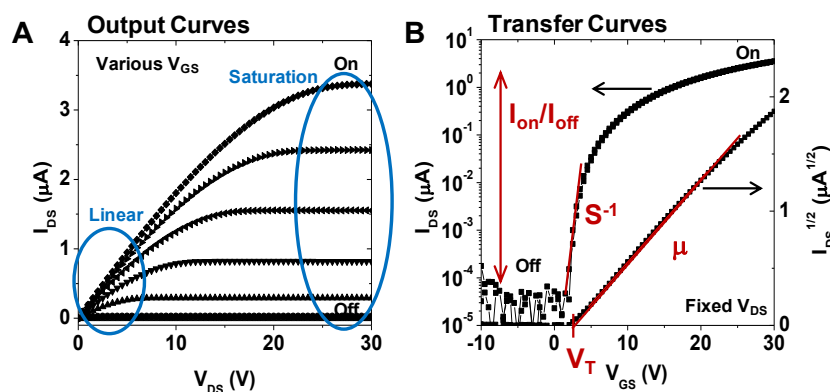 A
Output Curves
Various V_GS
On
Saturation
Linear
Off
4
3
2
1
0
I_DS (μA)
0 10 20 30
V_DS (V)
B
Transfer Curves
On
I_on/I_off
S^-1
μ
Off
Fixed V_DS
10^1
10^0
10^-1
10^-2
10^-3
10^-4
10^-5
I_DS (μA)
2
1
0
I_DS^1/2 (μA^1/2)
-10 0 10 20 30
V_T
V_GS (V)